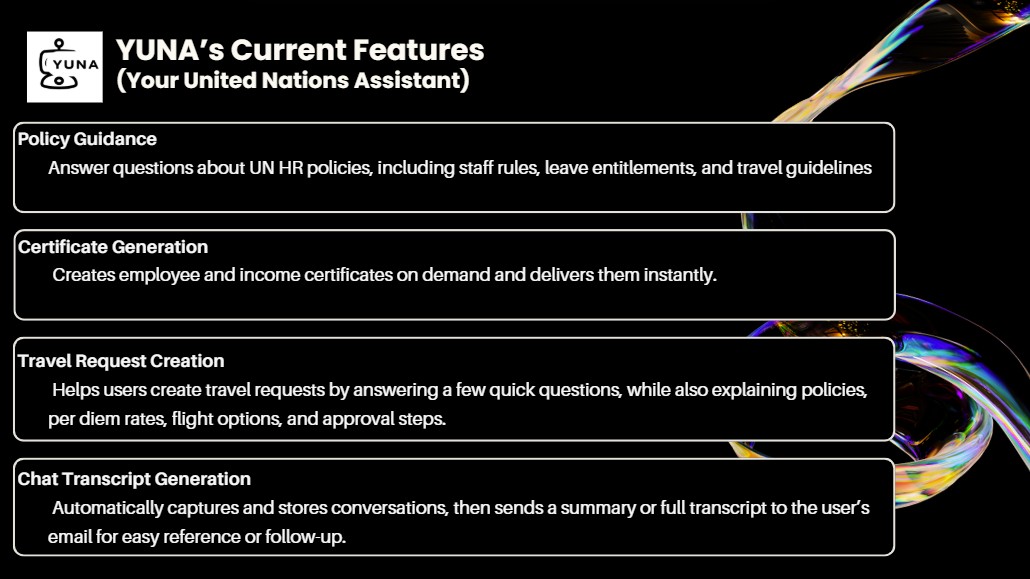 YUNA
YUNA’s Current Features
(Your United Nations Assistant)
Policy Guidance
Answer questions about UN HR policies, including staff rules, leave entitlements, and travel guidelines
Certificate Generation
Creates employee and income certificates on demand and delivers them instantly.
Travel Request Creation
Helps users create travel requests by answering a few quick questions, while also explaining policies,
per diem rates, flight options, and approval steps.
Chat Transcript Generation
Automatically captures and stores conversations, then sends a summary or full transcript to the user’s
email for easy reference or follow-up.